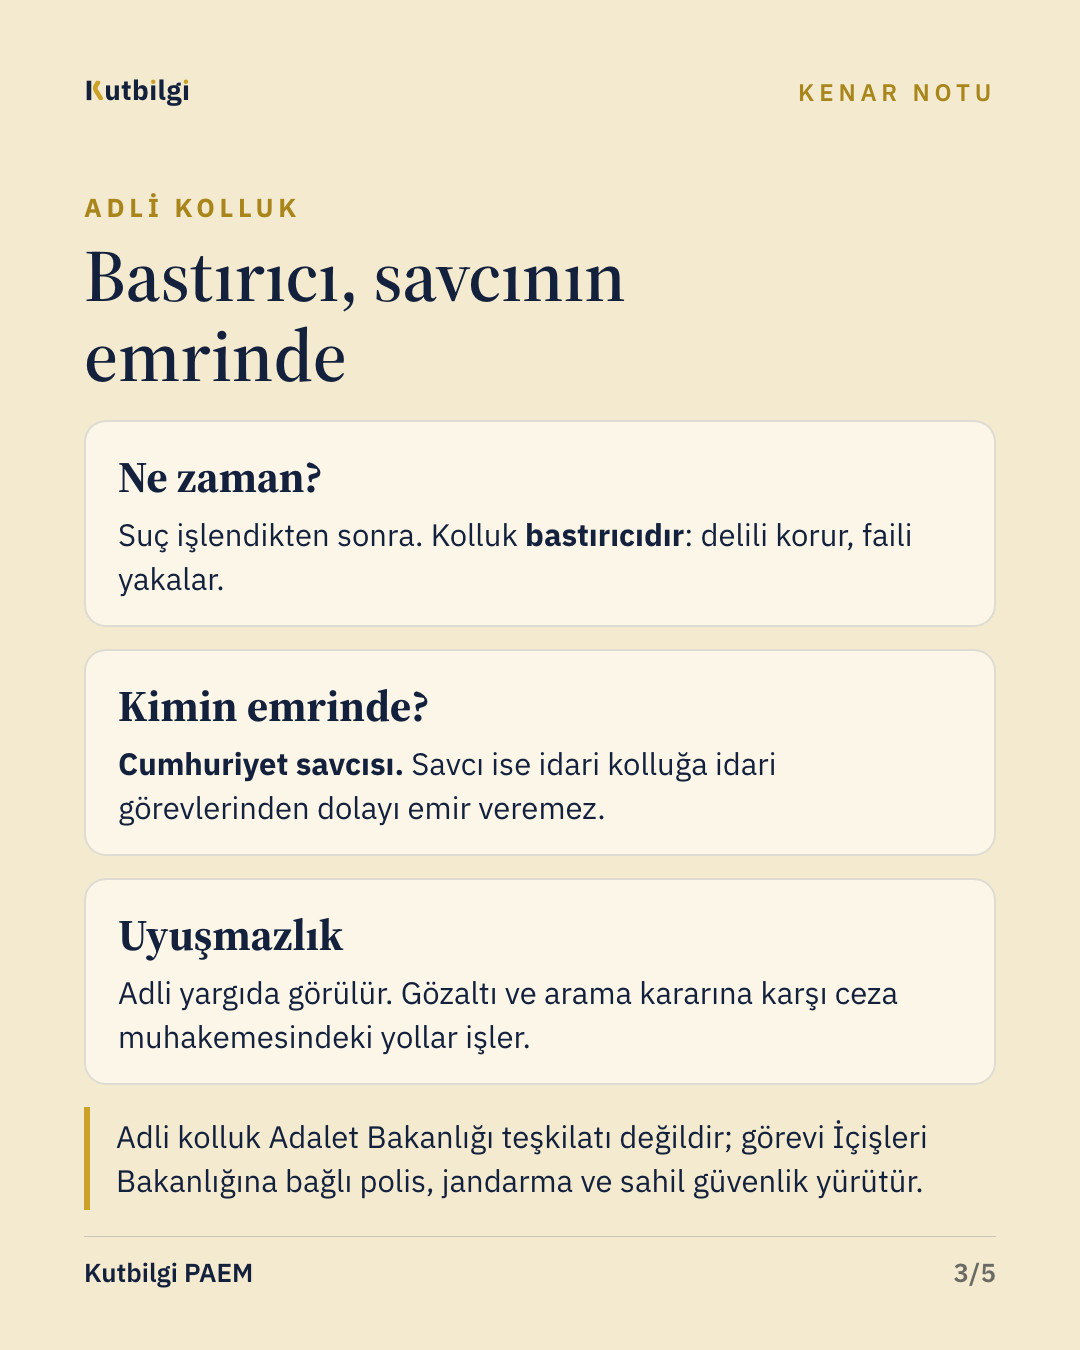 Kutbilgi
KENAR NOTU
ADLİ KOLLUK
Bastırıcı, savcının
emrinde
Ne zaman?
Suç işlendikten sonra. Kolluk bastırıcıdır: delili korur, faili
yakalar.
Kimin emrinde?
Cumhuriyet savcısı. Savcı ise idari kolluğa idari
görevlerinden dolayı emir veremez.
Uyuşmazlık
Adli yargıda görülür. Gözaltı ve arama kararına karşı ceza
muhakemesindeki yollar işler.
Adli kolluk Adalet Bakanlığı teşkilatı değildir; görevi İçişleri
Bakanlığına bağlı polis, jandarma ve sahil güvenlik yürütür.
Kutbilgi PAEM
3/5